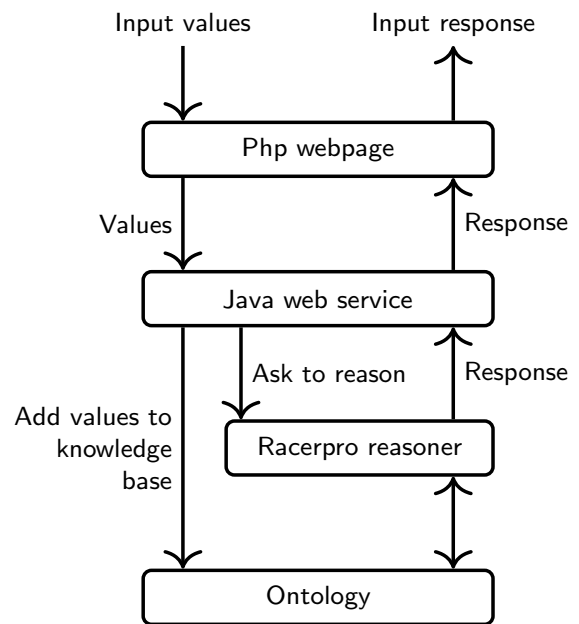 Input values
Input response
Php webpage
Values
Response
Java web service
Ask to reason
Response
Add values to
knowledge
base
Racerpro reasoner
Ontology